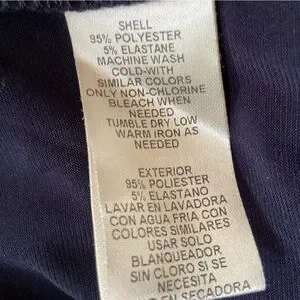 SHELL
95% POLYESTER
5% ELASTANE
MACHINE WASH
COLD-WITH
SIMILAR COLORS
ONLY NON-CHLORINE
BLEACH WHEN
NEEDED
TUMBLE DRY LOW
WARM IRON AS
NEEDED
EXTERIOR
95% POLIESTER
5% ELASTANO
LAVAR EN LAVADORA
CON AGUA FRIA CON
COLORES SIMILARES
USAR SOLO
BLANQUEADOR
SIN CLORO SI SE
NECESITA
EN SECADORA